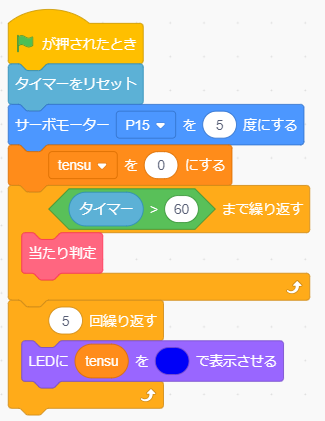 が押されたとき
タイマーをリセット
サーボモーター P15 を 5 度にする
tensu を 0 にする
タイマー > 60 まで繰り返す
当たり判定
5 回繰り返す
LEDに tensu を で表示させる